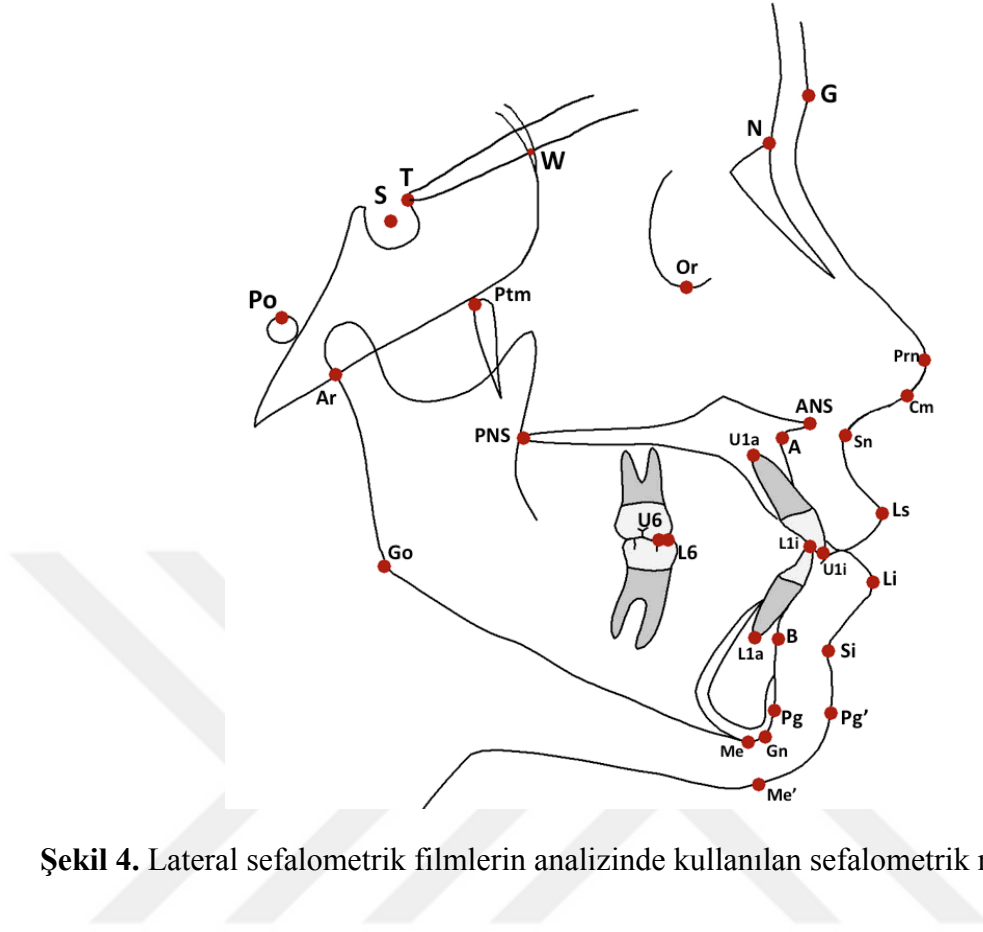 G
N
W
T
S
Or
Po
Ptm
Prn
Ar
Cm
ANS
PNS
U1a
A
Sn
Ls
U6
L1i
L6
Go
U1i
Li
B
L1a
Si
Pg
Pg’
Me
Gn
Me’
Şekil 4. Lateral sefalometrik filmlerin analizinde kullanılan sefalometrik